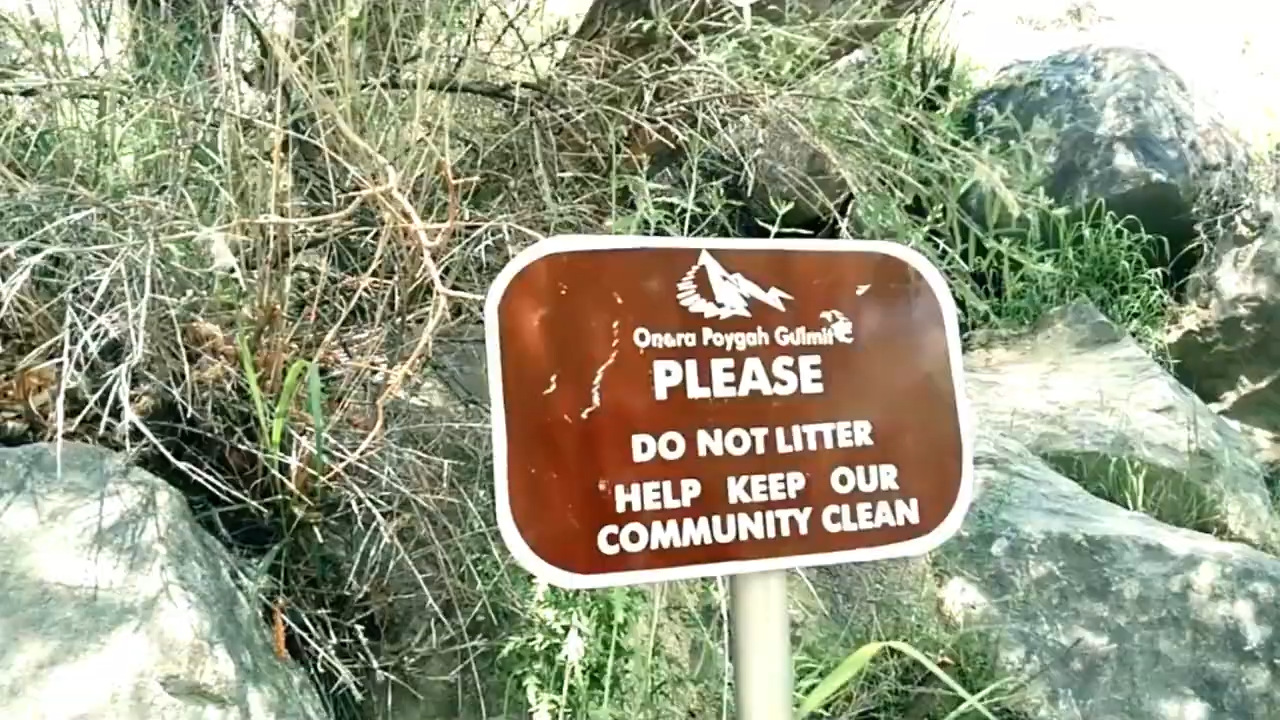 Onera Poygah Gulmit
PLEASE
DO NOT LITTER
HELP KEEP OUR
COMMUNITY CLEAN